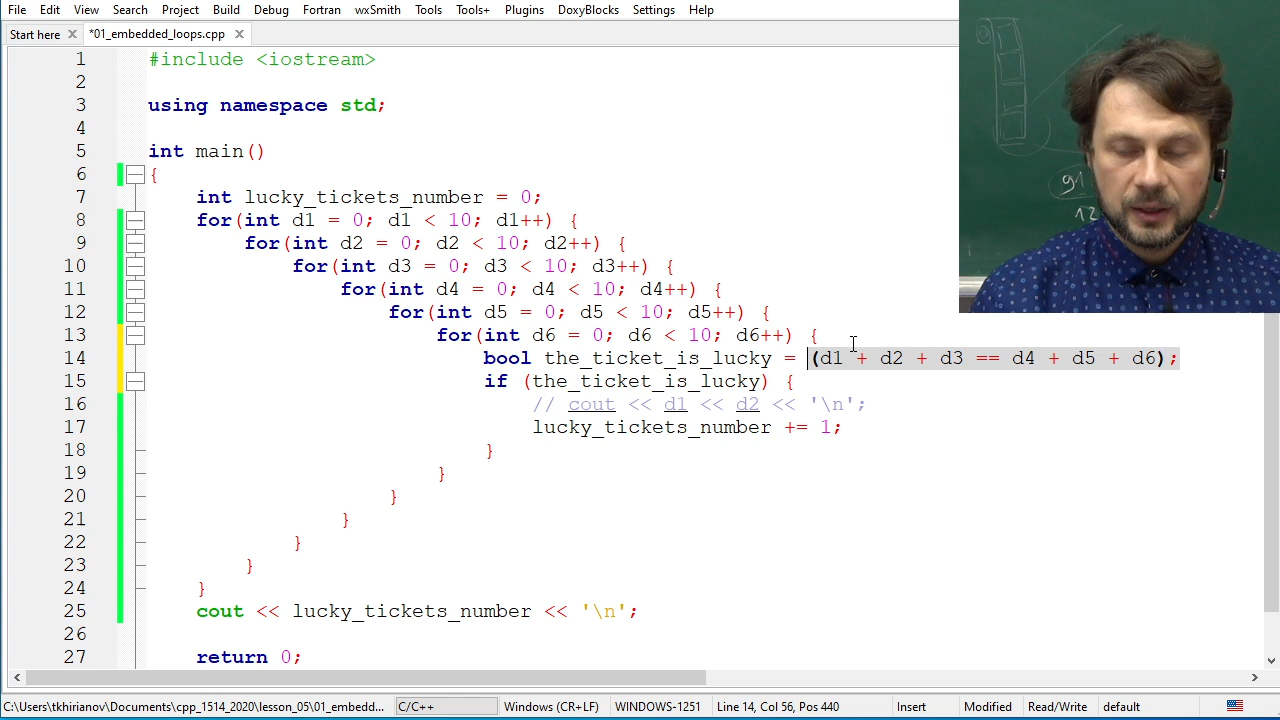 File Edit View Search Project Build Debug Fortran wxSmith Tools Tools+ Plugins DoxyBlocks Settings Help
Start here *01_embedded_loops.cpp
1 #include <iostream>
2
3 using namespace std;
4
5 int main()
6 {
7 int lucky_tickets_number = 0;
8 for(int d1 = 0; d1 < 10; d1++) {
9 for(int d2 = 0; d2 < 10; d2++) {
10 for(int d3 = 0; d3 < 10; d3++) {
11 for(int d4 = 0; d4 < 10; d4++) {
12 for(int d5 = 0; d5 < 10; d5++) {
13 for(int d6 = 0; d6 < 10; d6++) {
14 bool the_ticket_is_lucky = (d1 + d2 + d3 == d4 + d5 + d6);
15 if (the_ticket_is_lucky) {
16 // cout << d1 << d2 << '\n';
17 lucky_tickets_number += 1;
18 }
19 }
20 }
21 }
22 }
23 }
24 }
25 cout << lucky_tickets_number << '\n';
26
27 return 0;
91
12
C:\Users\tkhirianov\Documents\cpp_1514_2020\lesson_05\01_embedd... C/C++ Windows (CR+LF) WINDOWS-1251 Line 14, Col 56, Pos 440 Insert Modified Read/Write default